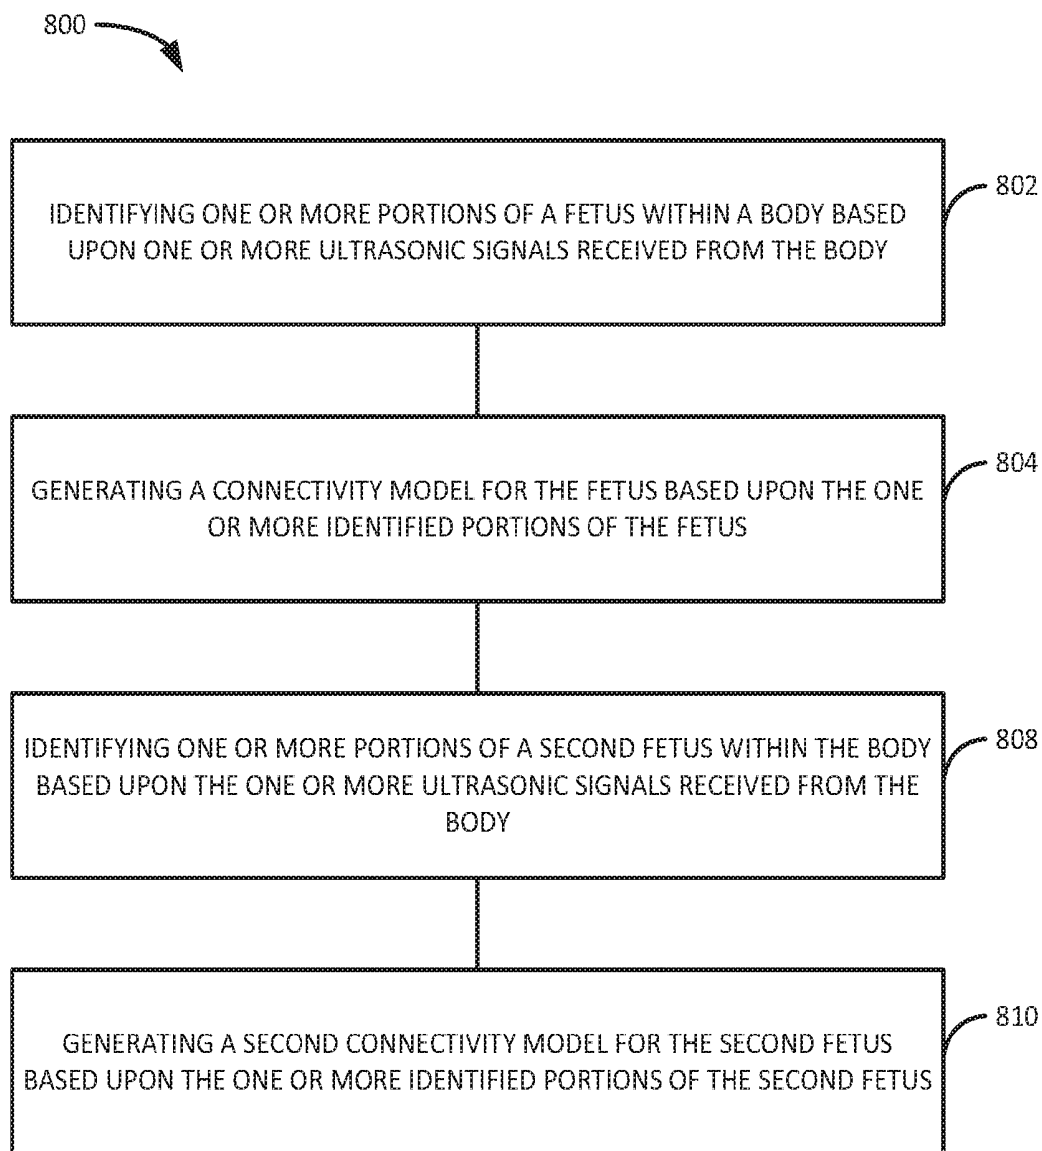 800
IDENTIFYING ONE OR MORE PORTIONS OF A FETUS WITHIN A BODY BASED
UPON ONE OR MORE ULTRASONIC SIGNALS RECEIVED FROM THE BODY
802
GENERATING A CONNECTIVITY MODEL FOR THE FETUS BASED UPON THE ONE
OR MORE IDENTIFIED PORTIONS OF THE FETUS
804
IDENTIFYING ONE OR MORE PORTIONS OF A SECOND FETUS WITHIN THE BODY
BASED UPON THE ONE OR MORE ULTRASONIC SIGNALS RECEIVED FROM THE
BODY
808
GENERATING A SECOND CONNECTIVITY MODEL FOR THE SECOND FETUS
BASED UPON THE ONE OR MORE IDENTIFIED PORTIONS OF THE SECOND FETUS
810